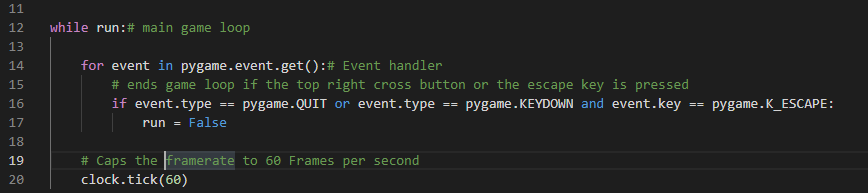 11
12 while run:# main game loop
13
14 for event in pygame.event.get():# Event handler
15 # ends game loop if the top right cross button or the escape key is pressed
16 if event.type == pygame.QUIT or event.type == pygame.KEYDOWN and event.key == pygame.K_ESCAPE:
17 run = False
18
19 # Caps the framerate to 60 Frames per second
20 clock.tick(60)